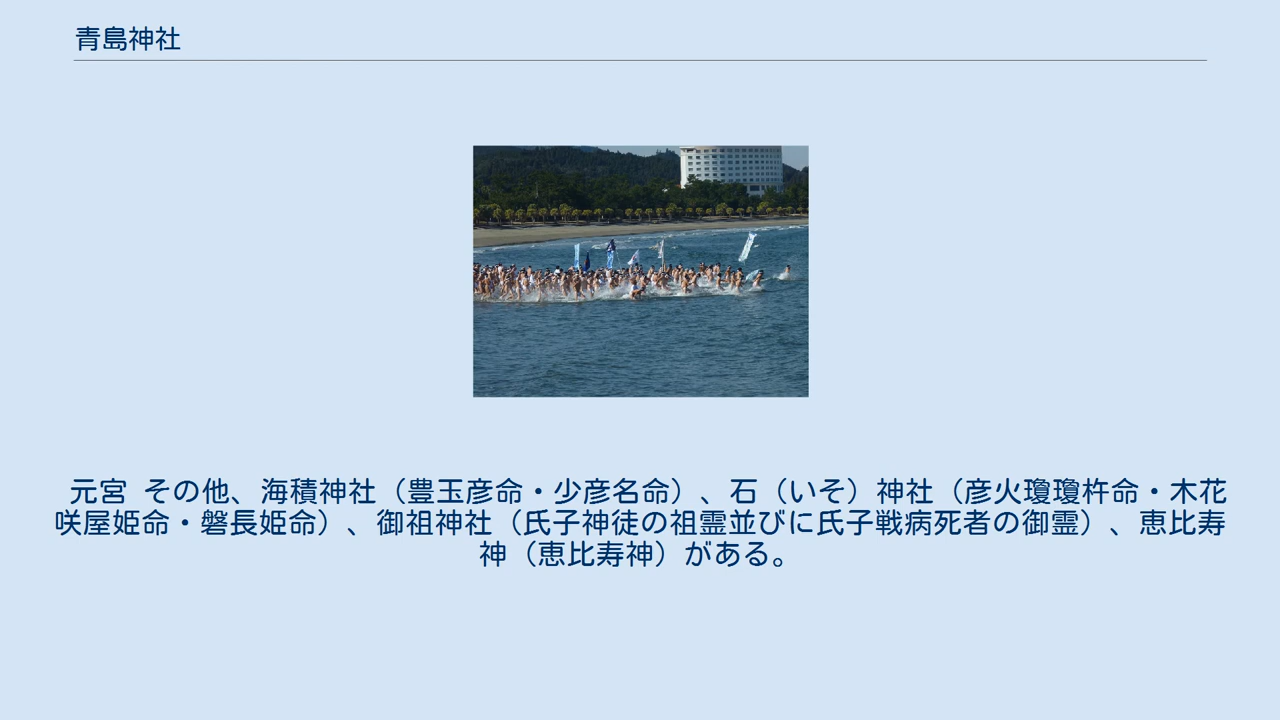 青島神社
元宮 その他、海積神社（豊玉彦命・少彦名命）、石（いそ）神社（彦火瓊瓊杵命・木花
咲屋姫命・磐長姫命）、御祖神社（氏子神徒の祖霊並びに氏子戦病死者の御霊）、恵比寿
神（恵比寿神）がある。